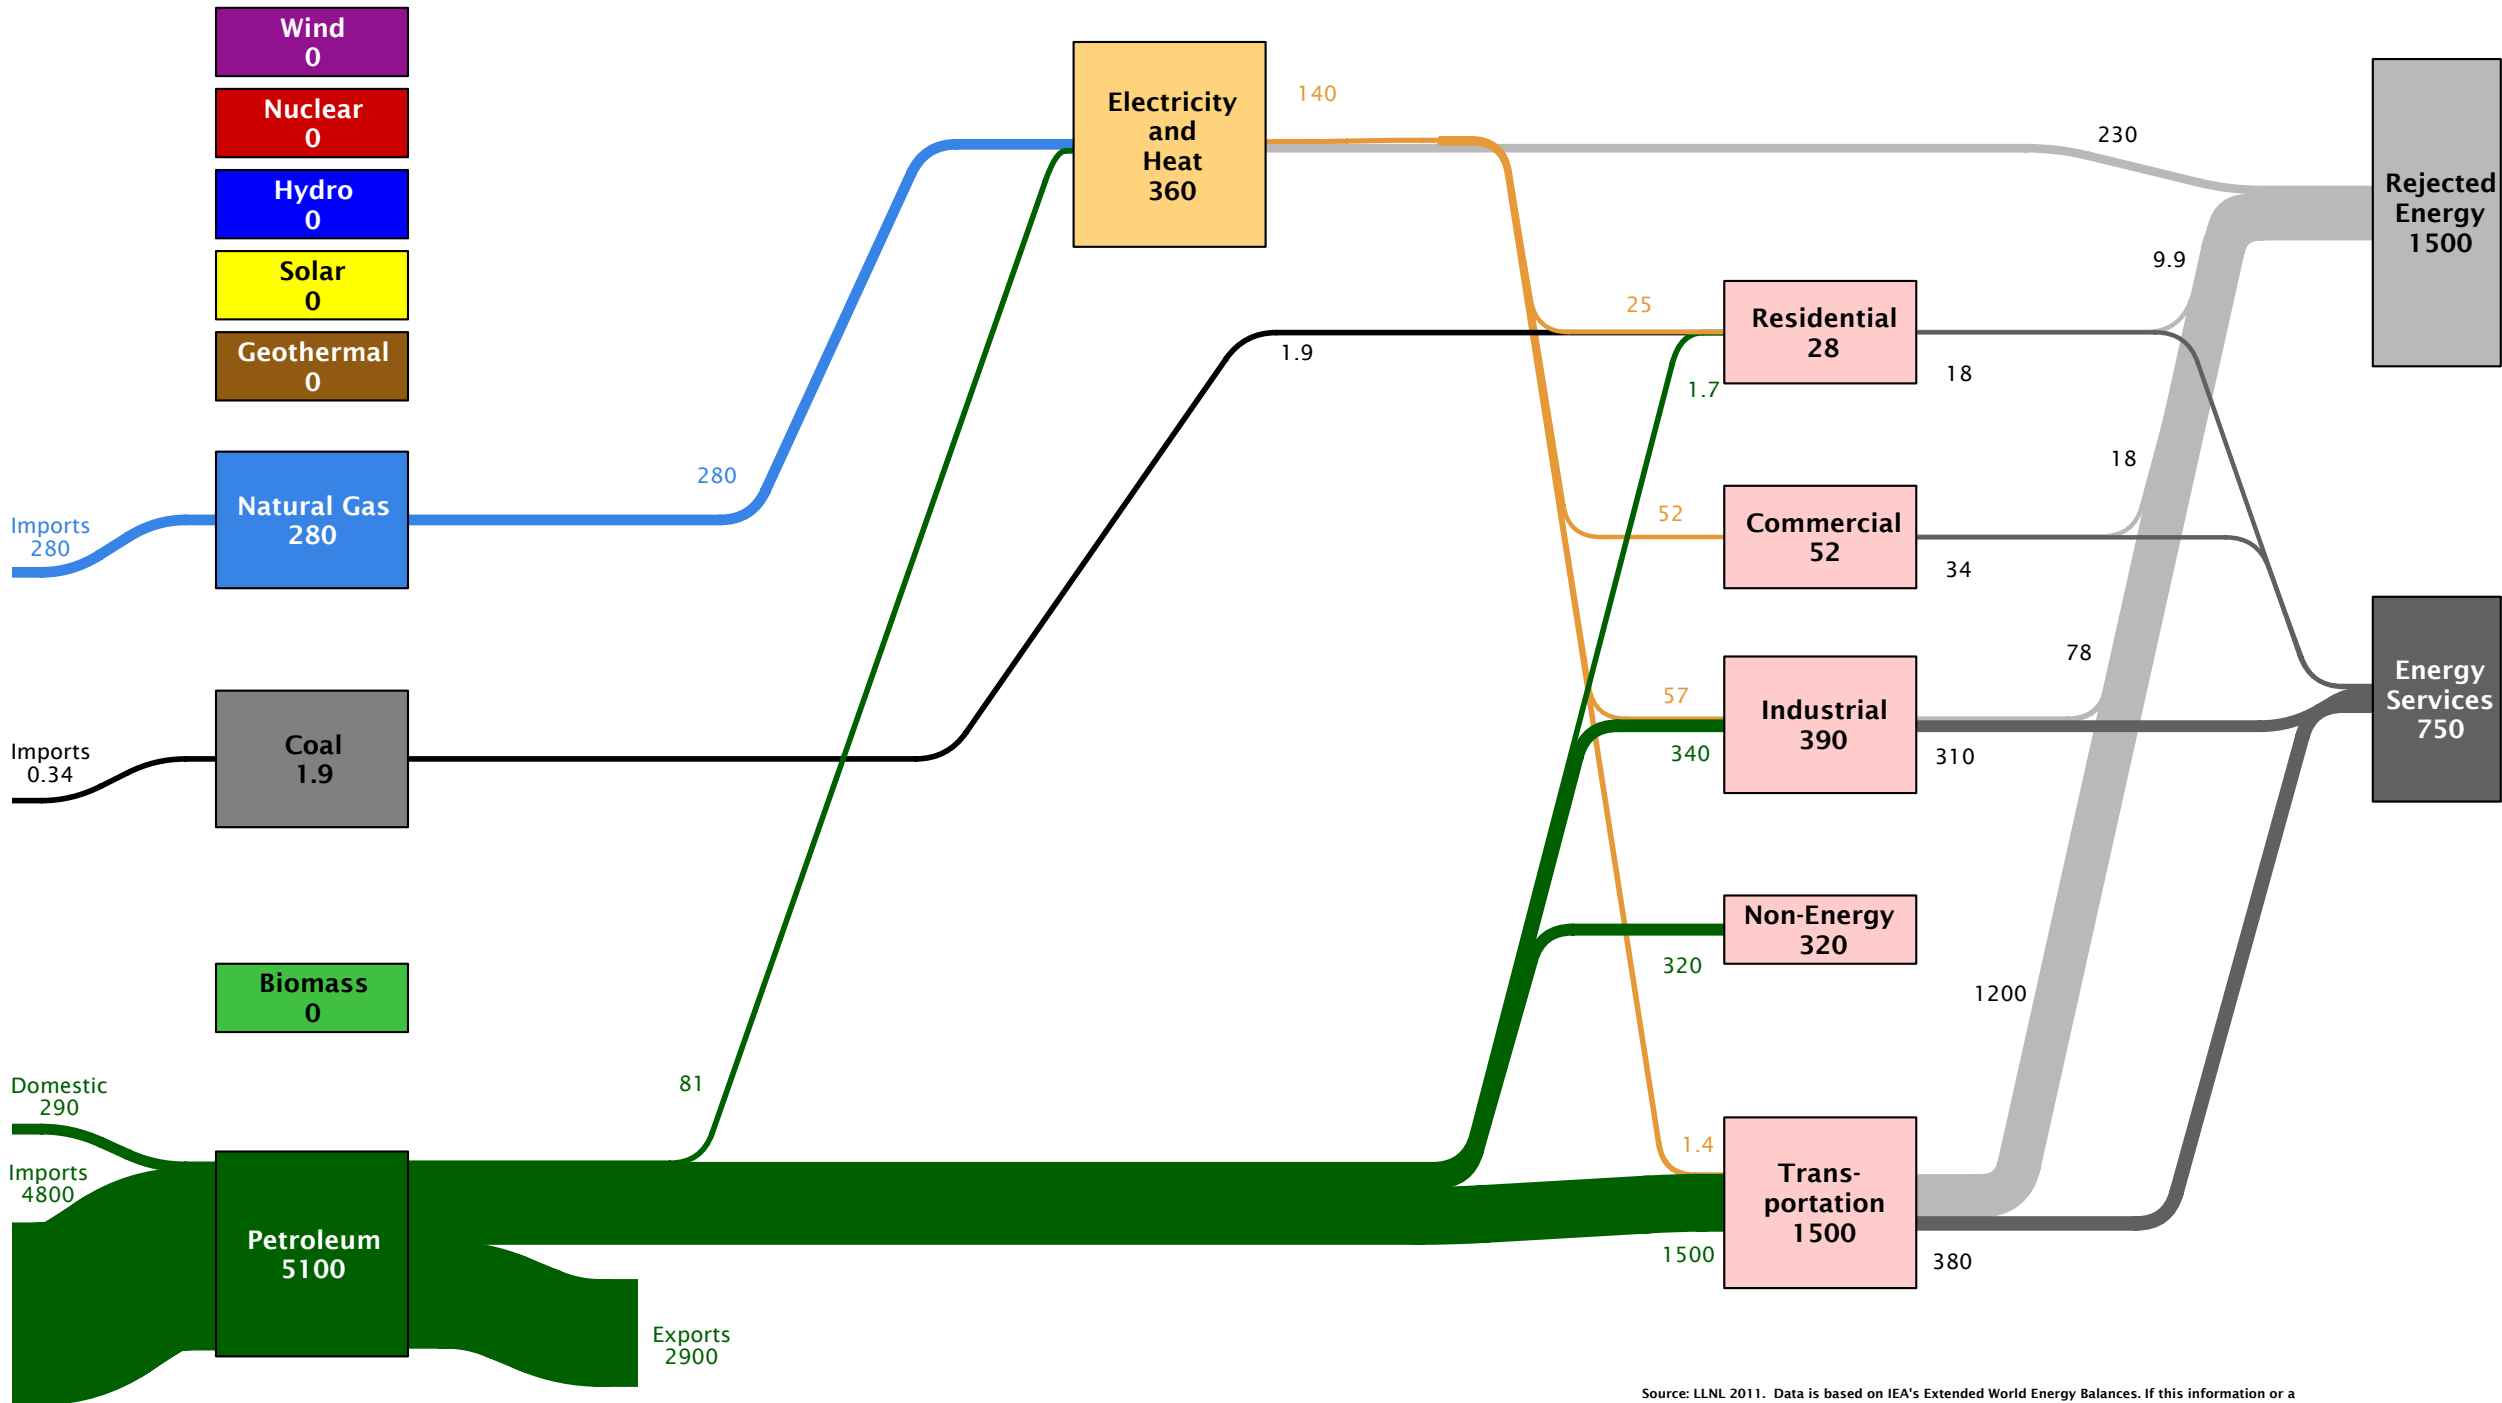 Wind
0
Nuclear
0
Hydro
0
Solar
0
Geothermal
0
Imports
280
Natural Gas
280
280
Imports
0.34
Coal
1.9
1.9
Biomass
0
Domestic
290
Imports
4800
Petroleum
5100
81
Exports
2900
Electricity
and
Heat
360
140
230
25
1.7
Residential
28
9.9
18
52
Commercial
52
18
34
57
340
Industrial
390
78
310
320
Non-Energy
320
1.4
1500
Trans-
portation
1500
1200
380
Rejected
Energy
1500
Energy
Services
750
Source: LLNL 2011. Data is based on IEA's Extended World Energy Balances. If this information or a